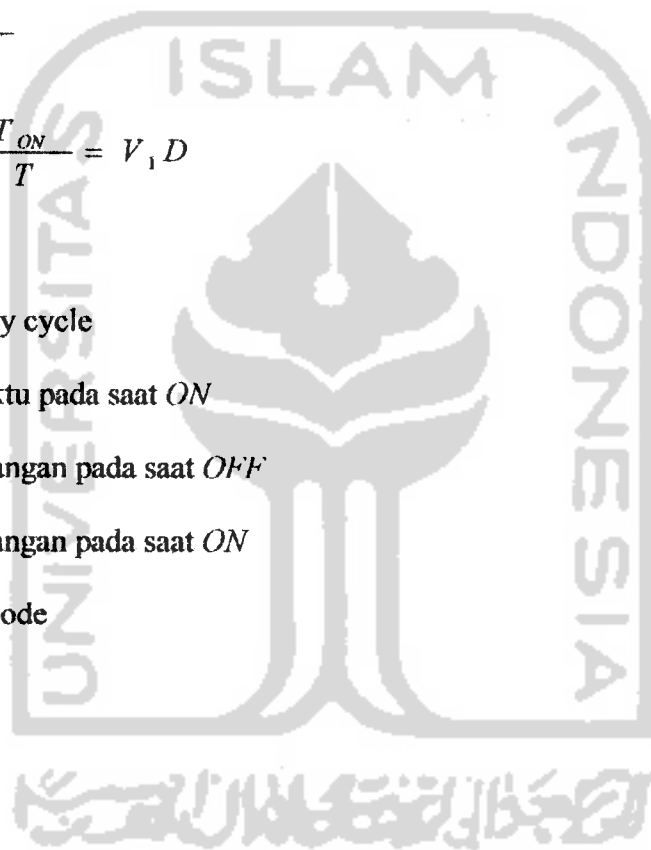 ISLAM
UNIVERSITAS
INDONESIA
T_ON / T = V_1 D
y cycle
ktu pada saat ON
angan pada saat OFF
angan pada saat ON
ode